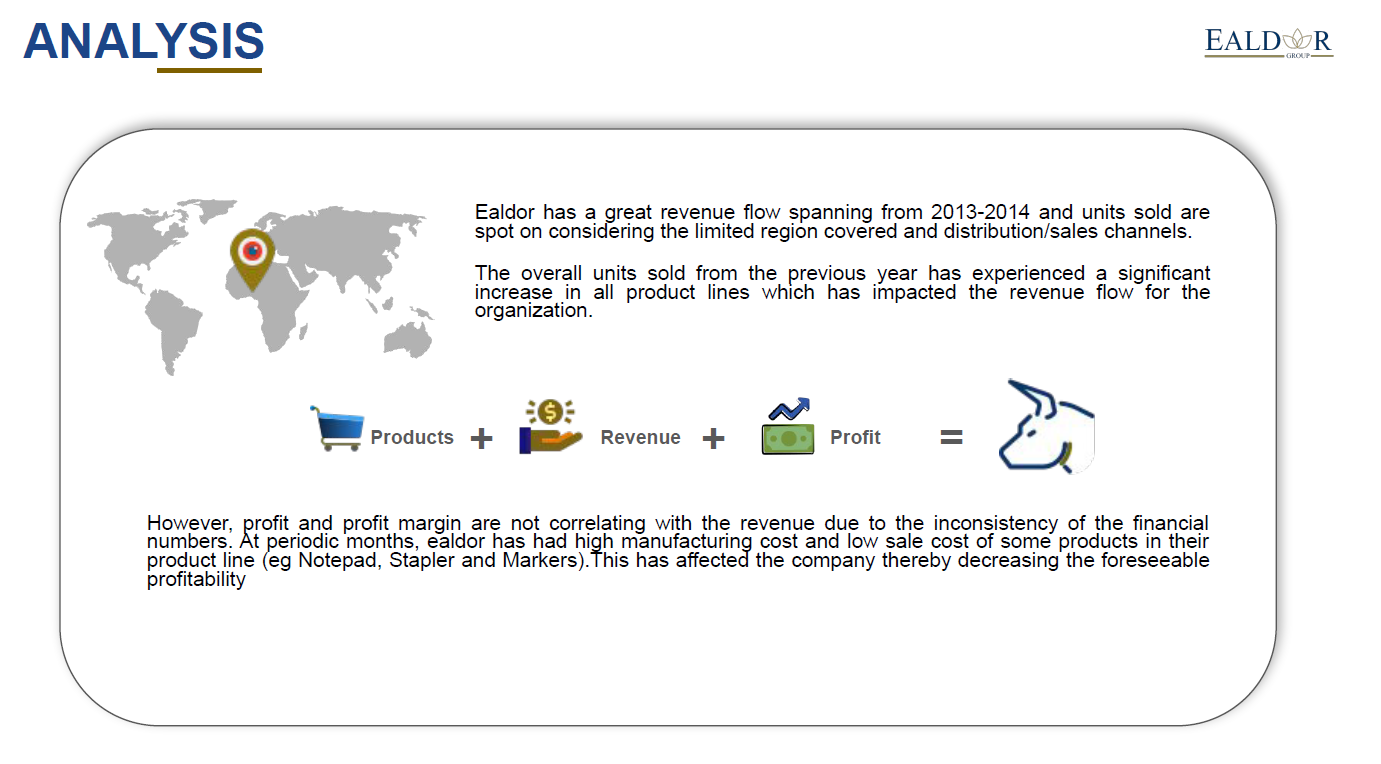 ANALYSIS
EALDOR
GROUP
Ealdor has a great revenue flow spanning from 2013-2014 and units sold are
spot on considering the limited region covered and distribution/sales channels.
The overall units sold from the previous year has experienced a significant
increase in all product lines which has impacted the revenue flow for the
organization.
Products + Revenue + Profit =
However, profit and profit margin are not correlating with the revenue due to the inconsistency of the financial
numbers. At periodic months, ealdor has had high manufacturing cost and low sale cost of some products in their
product line (eg Notepad, Stapler and Markers).This has affected the company thereby decreasing the foreseeable
profitability